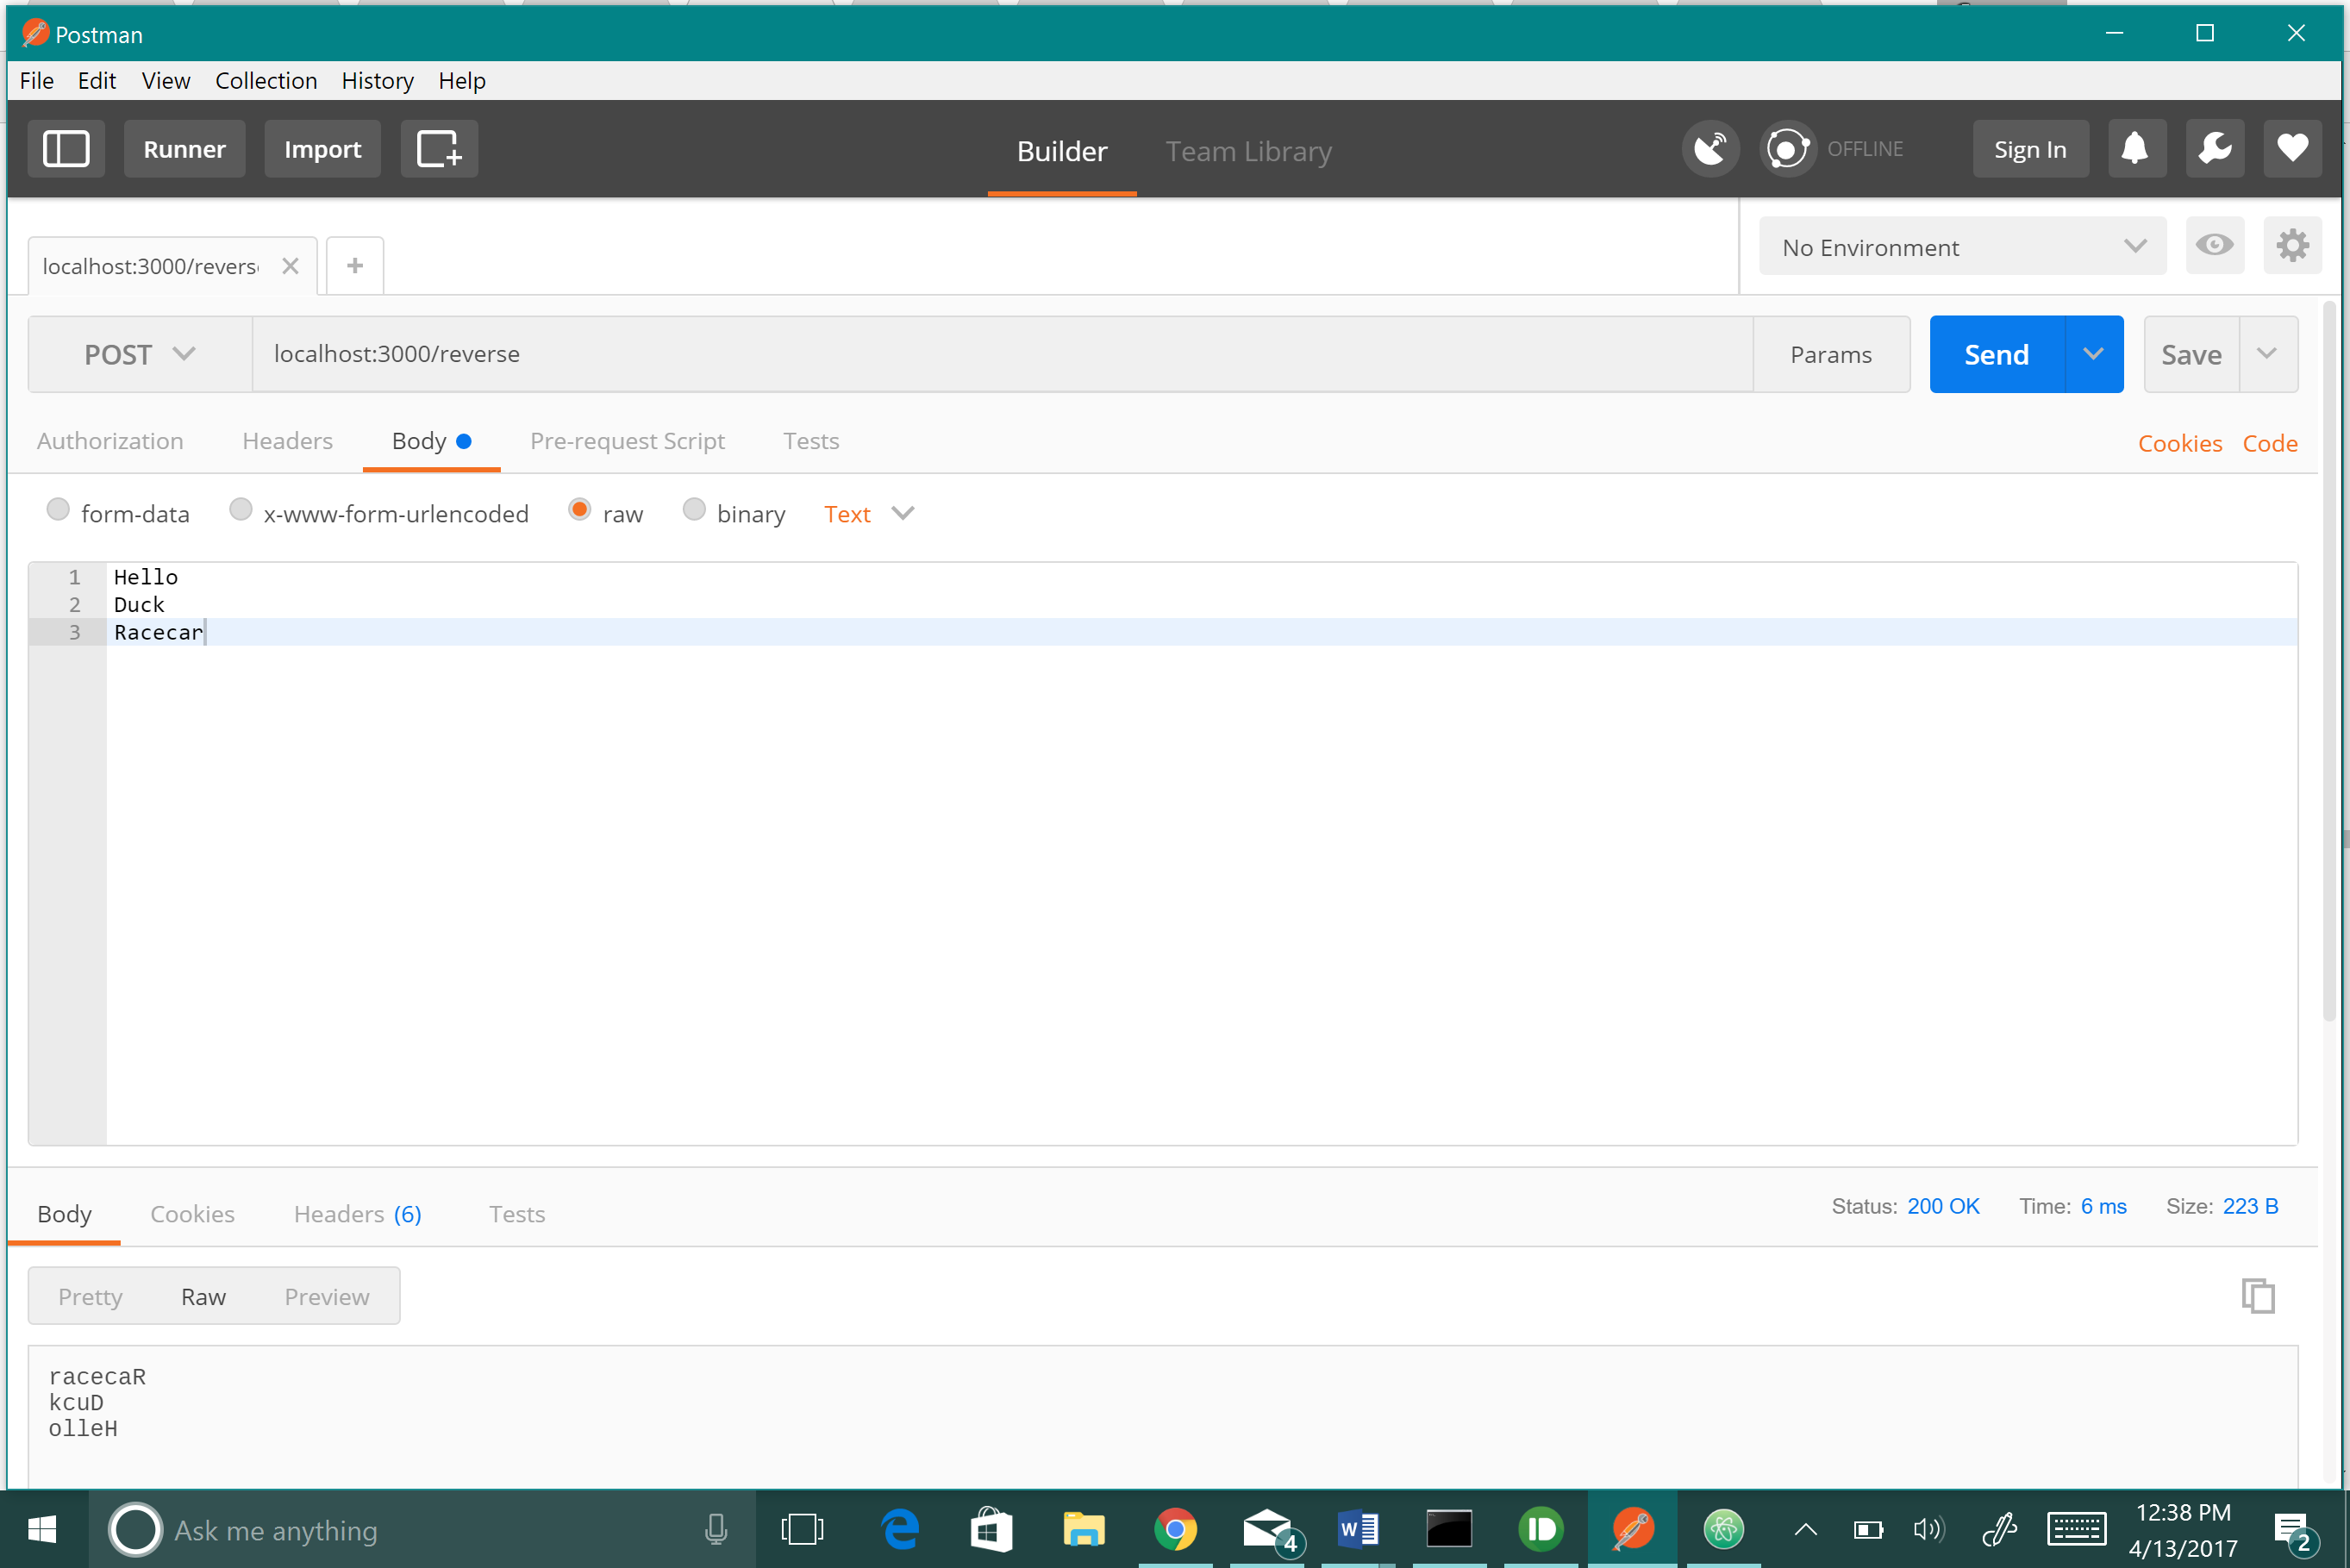 Postman
File Edit View Collection History Help
Runner Import Builder Team Library OFFLINE Sign In
localhost:3000/revers No Environment
POST localhost:3000/reverse Params Send Save
Authorization Headers Body Pre-request Script Tests Cookies Code
form-data x-www-form-urlencoded raw binary Text
1 Hello
2 Duck
3 Racecar
Body Cookies Headers (6) Tests Status: 200 OK Time: 6 ms Size: 223 B
Pretty Raw Preview
racecaR
kcuD
olleH
Ask me anything 4 12:38 PM
4/13/2017 2